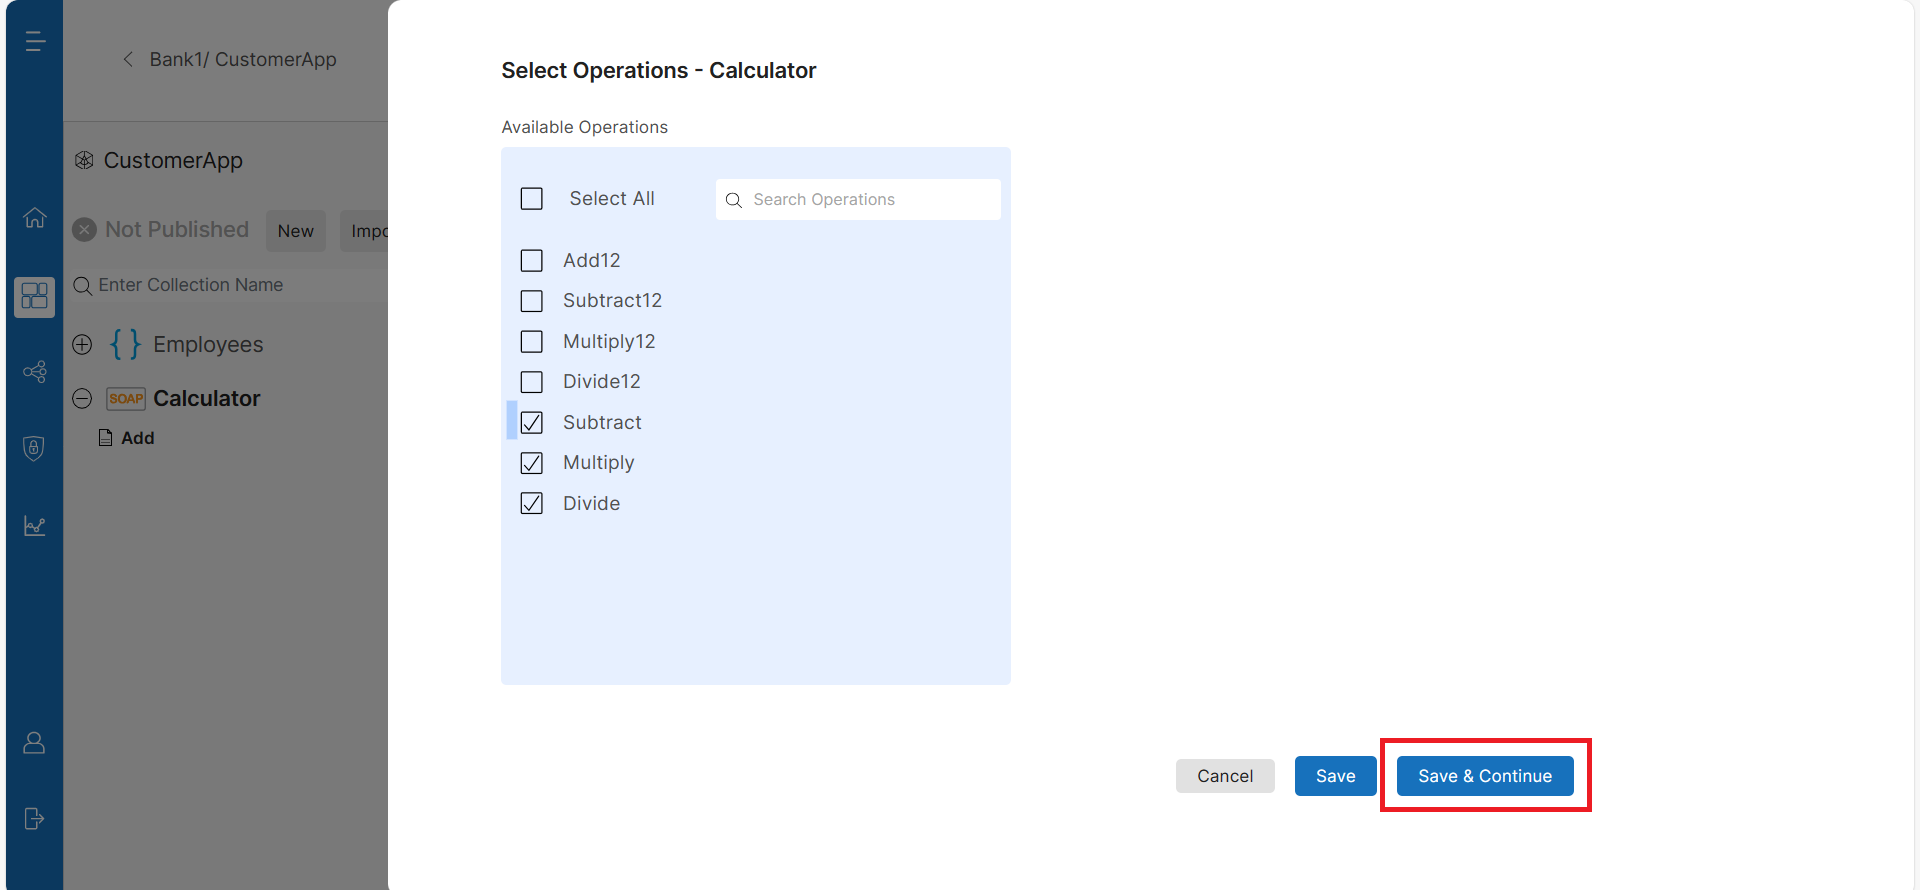 Bank1/ CustomerApp
CustomerApp
Not Published
New
Impo
Enter Collection Name
{ } Employees
SOAP Calculator
Add
Select Operations - Calculator
Available Operations
Select All
Search Operations
Add12
Subtract12
Multiply12
Divide12
Subtract
Multiply
Divide
Cancel
Save
Save & Continue